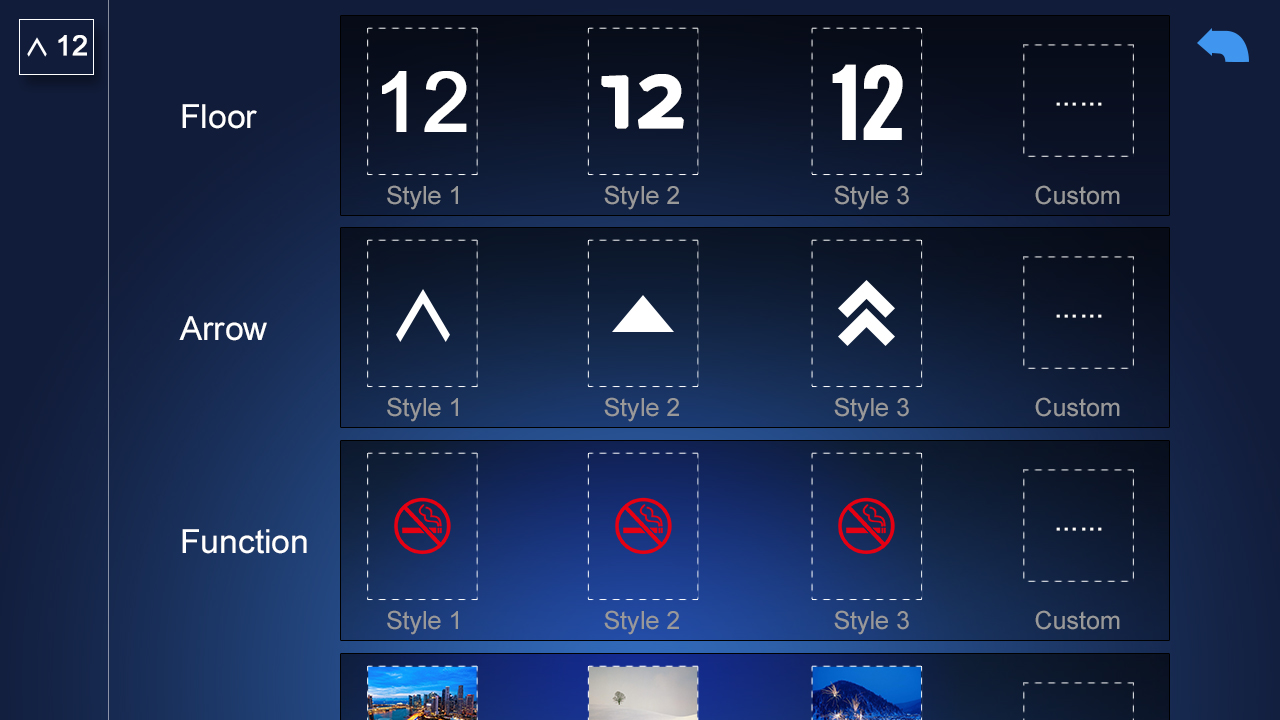 12
Floor
12 12 12 ······
Style 1 Style 2 Style 3 Custom
Arrow
······
Style 1 Style 2 Style 3 Custom
Function
······
Style 1 Style 2 Style 3 Custom